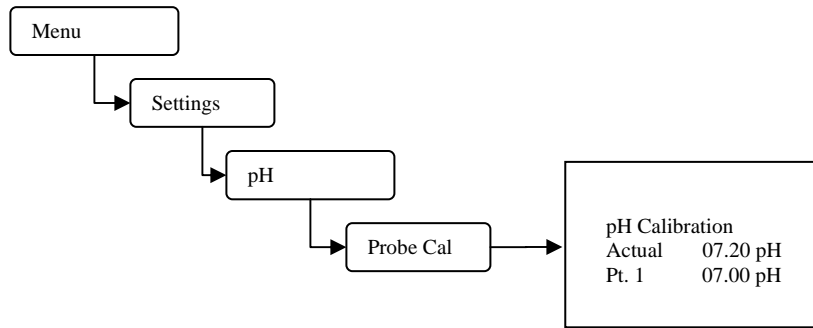 Menu
Settings
pH
Probe Cal
pH Calibration
Actual 07.20 pH
Pt. 1 07.00 pH